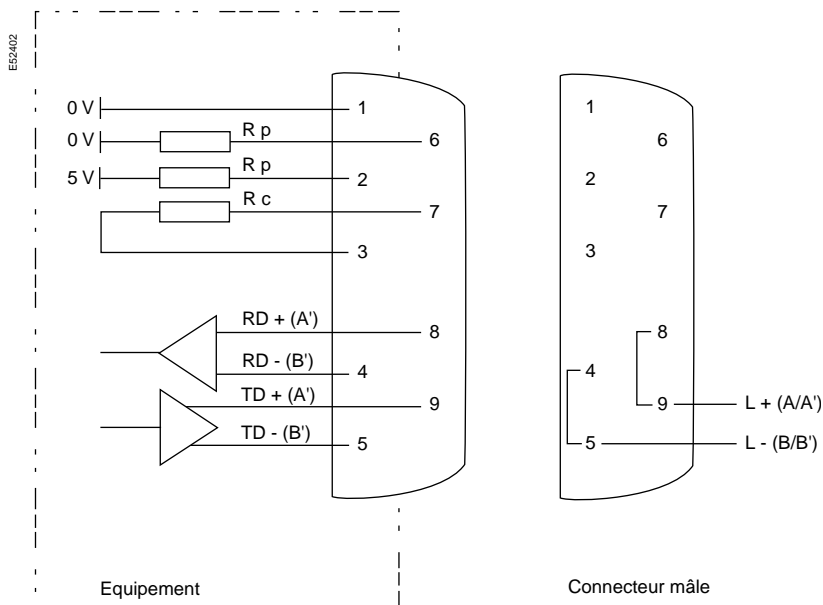 E52402
0 V
1
0 V
R p
6
5 V
R p
2
R c
7
3
RD + (A')
8
RD - (B')
4
TD + (A')
9
TD - (B')
5
Equipement
1
6
2
7
3
8
4
9
L + (A/A')
5
L - (B/B')
Connecteur mâle